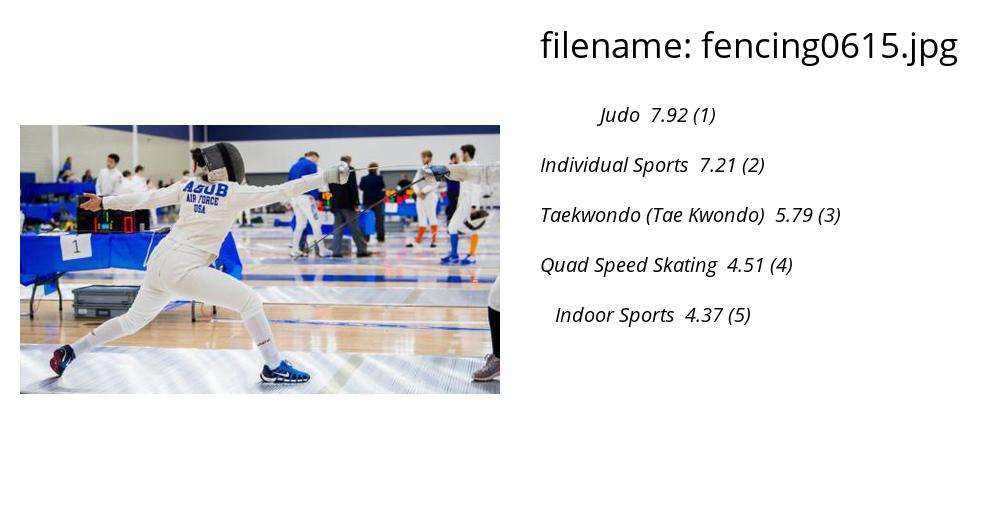 filename: fencing0615.jpg
Judo 7.92 (1)
Individual Sports 7.21 (2)
Taekwondo (Tae Kwondo) 5.79 (3)
Quad Speed Skating 4.51 (4)
Indoor Sports 4.37 (5)
AIR FORCE
USA
1